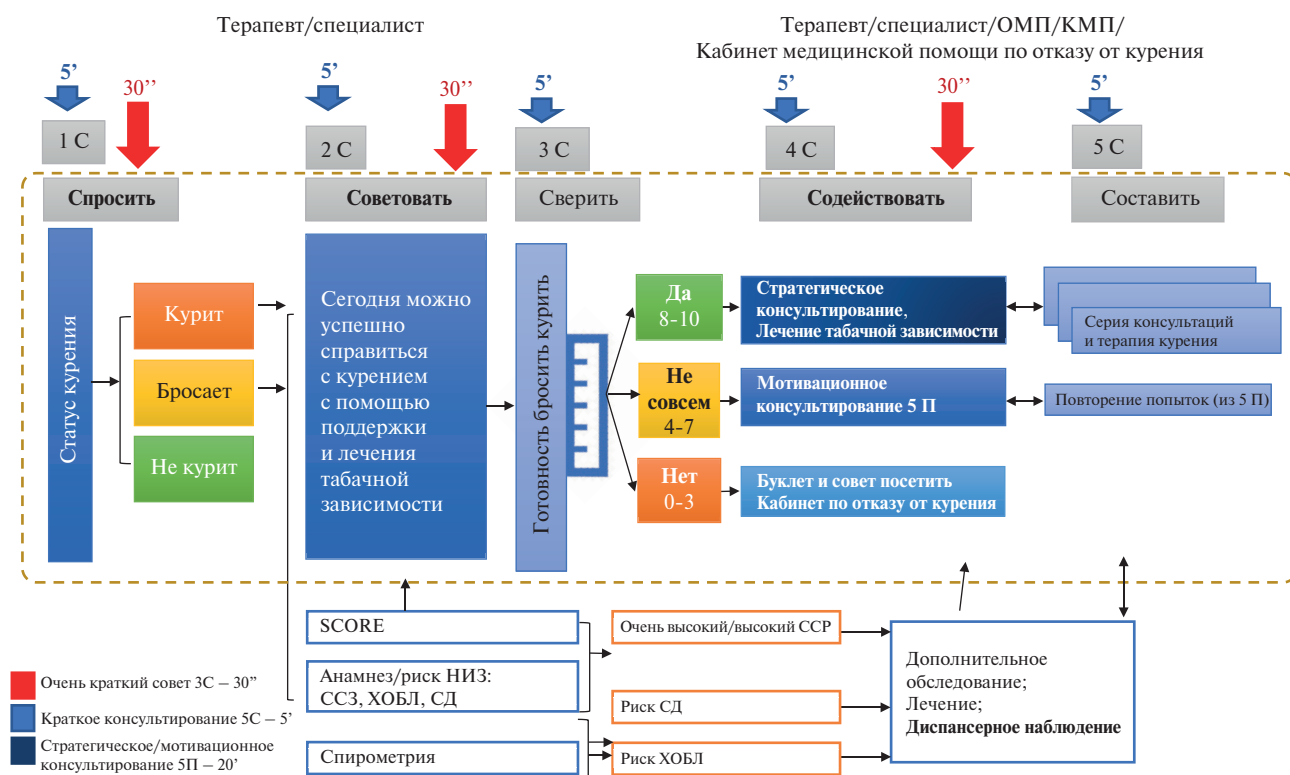 Терапевт/специалист
Терапевт/специалист/ОМП/КМП/
Кабинет медицинской помощи по отказу от курения
5’
30’’
5’
30’’
5’
5’
30’’
5’
1 С
2 С
3 С
4 С
5 С
Спросить
Советовать
Сверить
Содействовать
Составить
Статус курения
Курит
Бросает
Не курит
Сегодня можно
успешно
справиться
с курением
с помощью
поддержки
и лечения
табачной
зависимости
Готовность бросить курить
Да
8-10
Не
совсем
4-7
Нет
0-3
Стратегическое
консультирование,
Лечение табачной зависимости
Мотивационное
консультирование 5 П
Буклет и совет посетить
Кабинет по отказу от курения
Серия консультаций
и терапия курения
Повторение попыток (из 5 П)
SCORE
Анамнез/риск НИЗ:
ССЗ, ХОБЛ, СД
Спирометрия
Очень высокий/высокий ССР
Риск СД
Риск ХОБЛ
Дополнительное
обследование;
Лечение;
Диспансерное наблюдение
Очень краткий совет 3С – 30”
Краткое консультирование 5С – 5’
Стратегическое/мотивационное
консультирование 5П – 20’